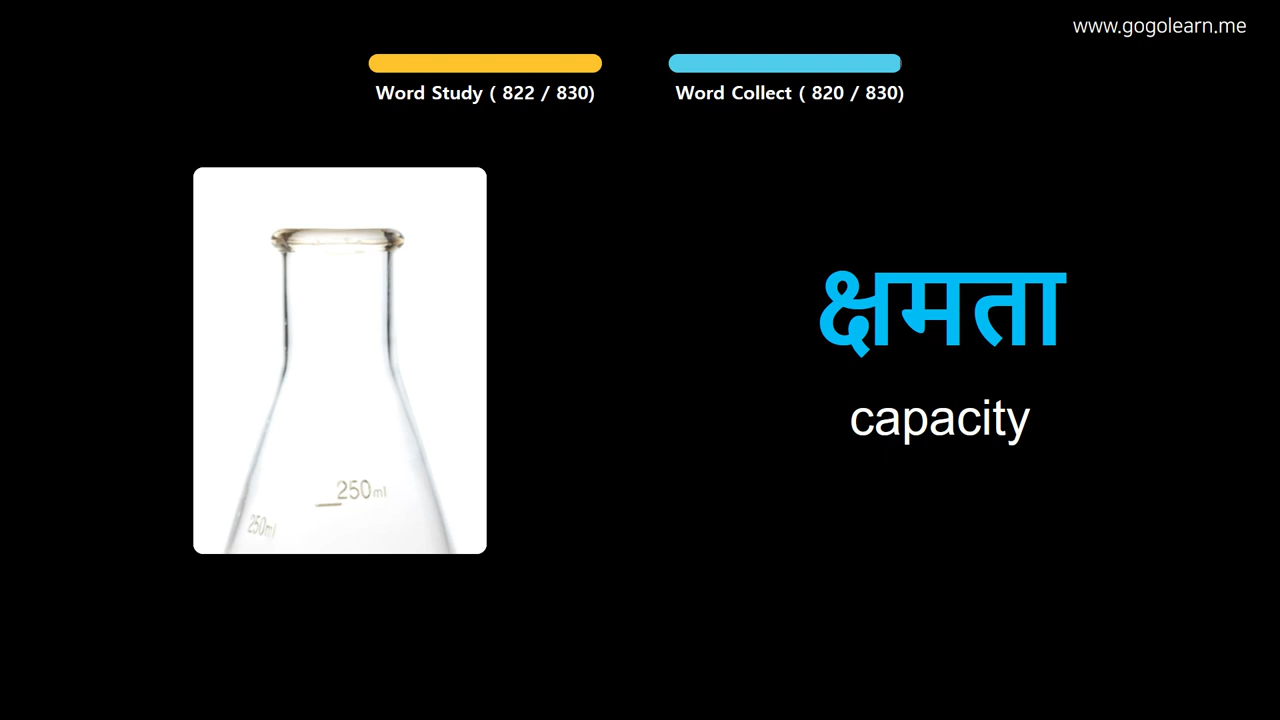 www.gogolearn.me
Word Study ( 822 / 830)
Word Collect ( 820 / 830)
क्षमता
capacity
250ml
250ml